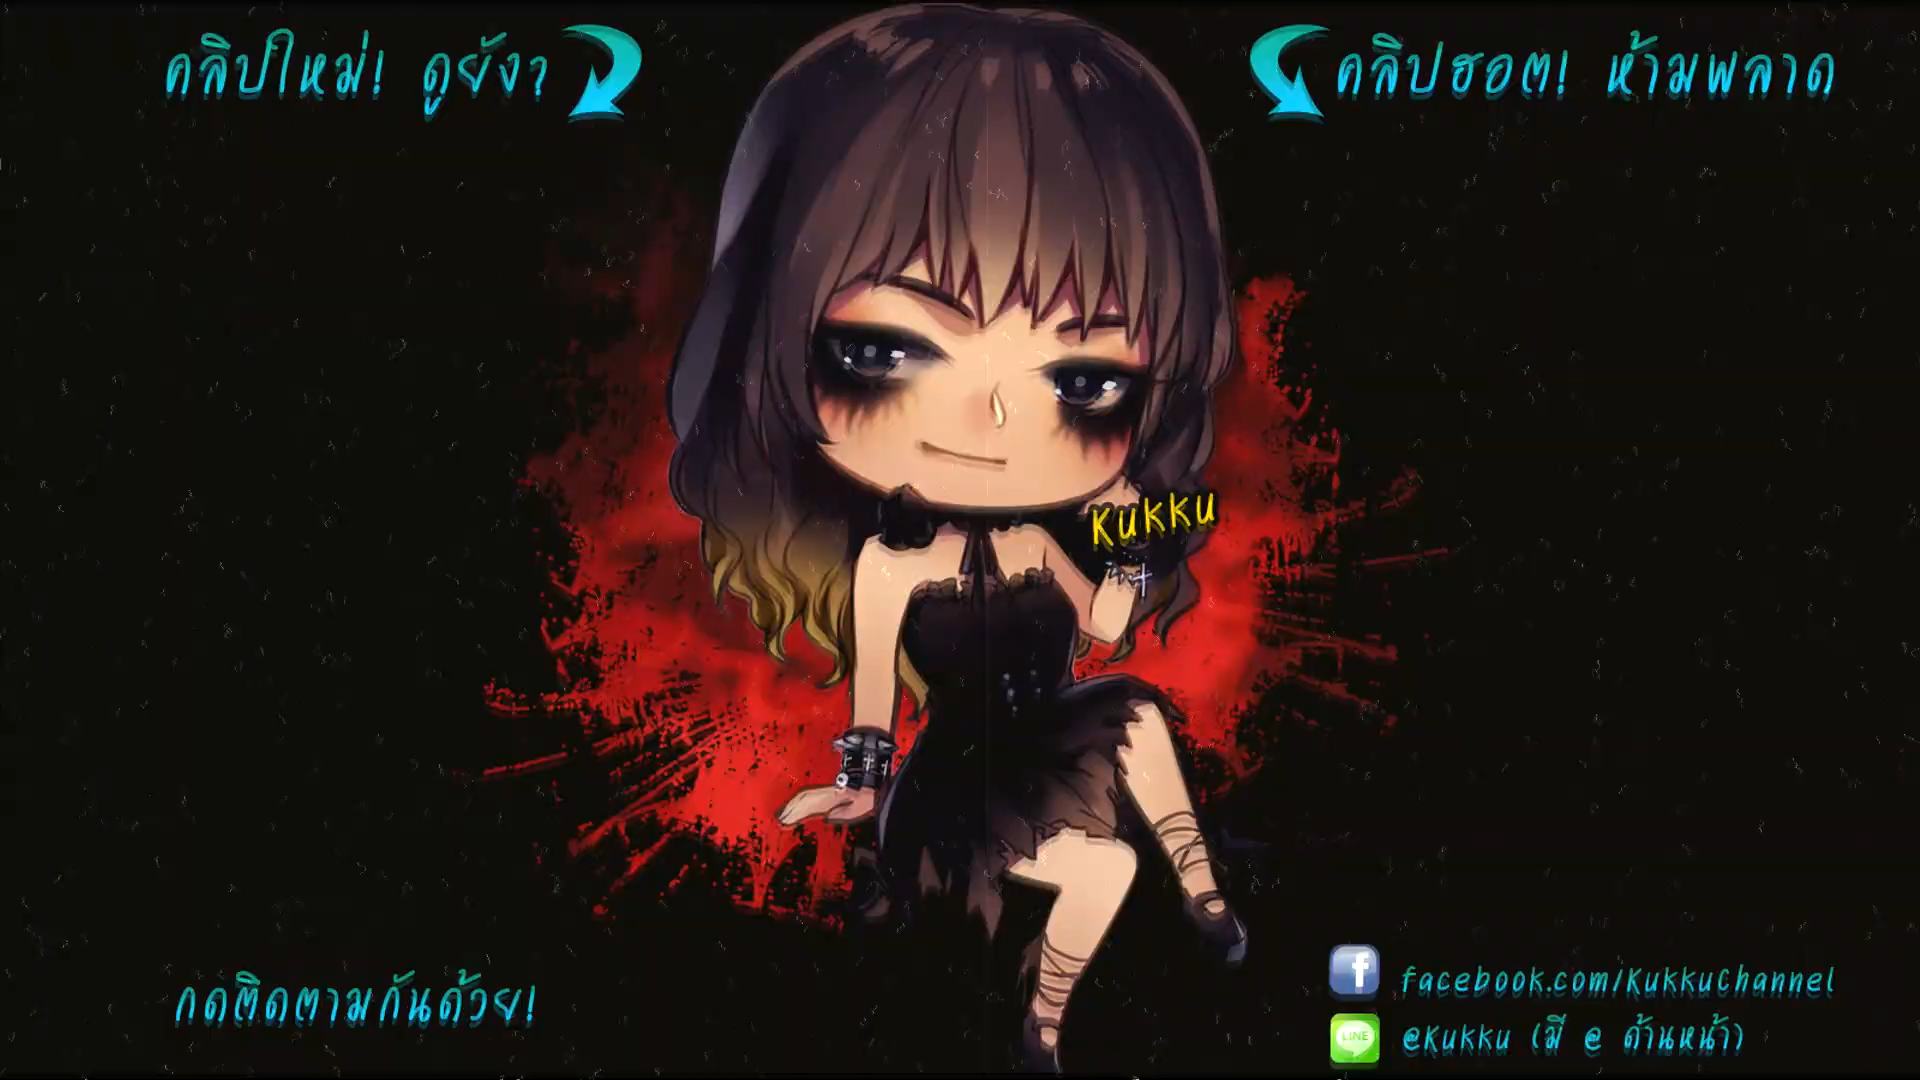 คลิปใหม่! ดูยัง?
คลิปฮอต! ห้ามพลาด
Kukku
กดติดตามกันด้วย!
facebook.com/KukkuChannel
LINE
@Kukku (มี @ ด้านหน้า)